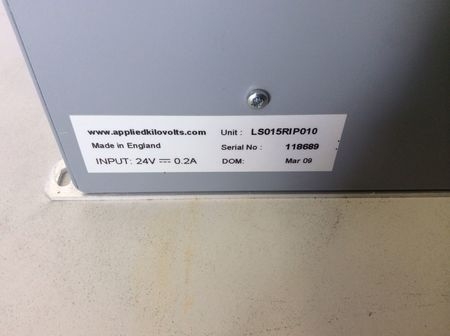 www.appliedkilovolts.com Unit : LS015RIP010
Made in England Serial No : 118689
INPUT: 24V ⎓ 0.2A DOM: Mar 09